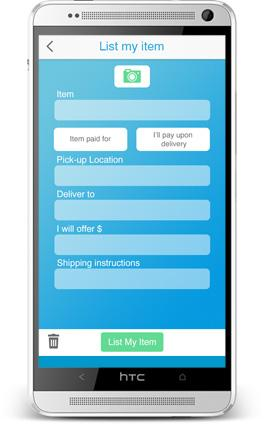 List my item
Item
Item paid for
I'll pay upon
delivery
Pick-up Location
Deliver to
I will offer $
Shipping instructions
List My Item
hTC